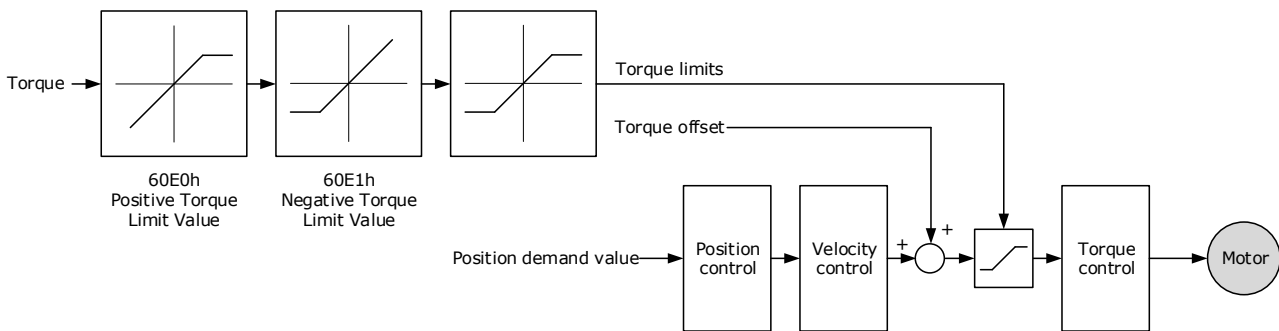 Torque
60E0h
Positive Torque
Limit Value
60E1h
Negative Torque
Limit Value
Torque limits
Torque offset
Position demand value
Position
control
Velocity
control
+
+
Torque
control
Motor